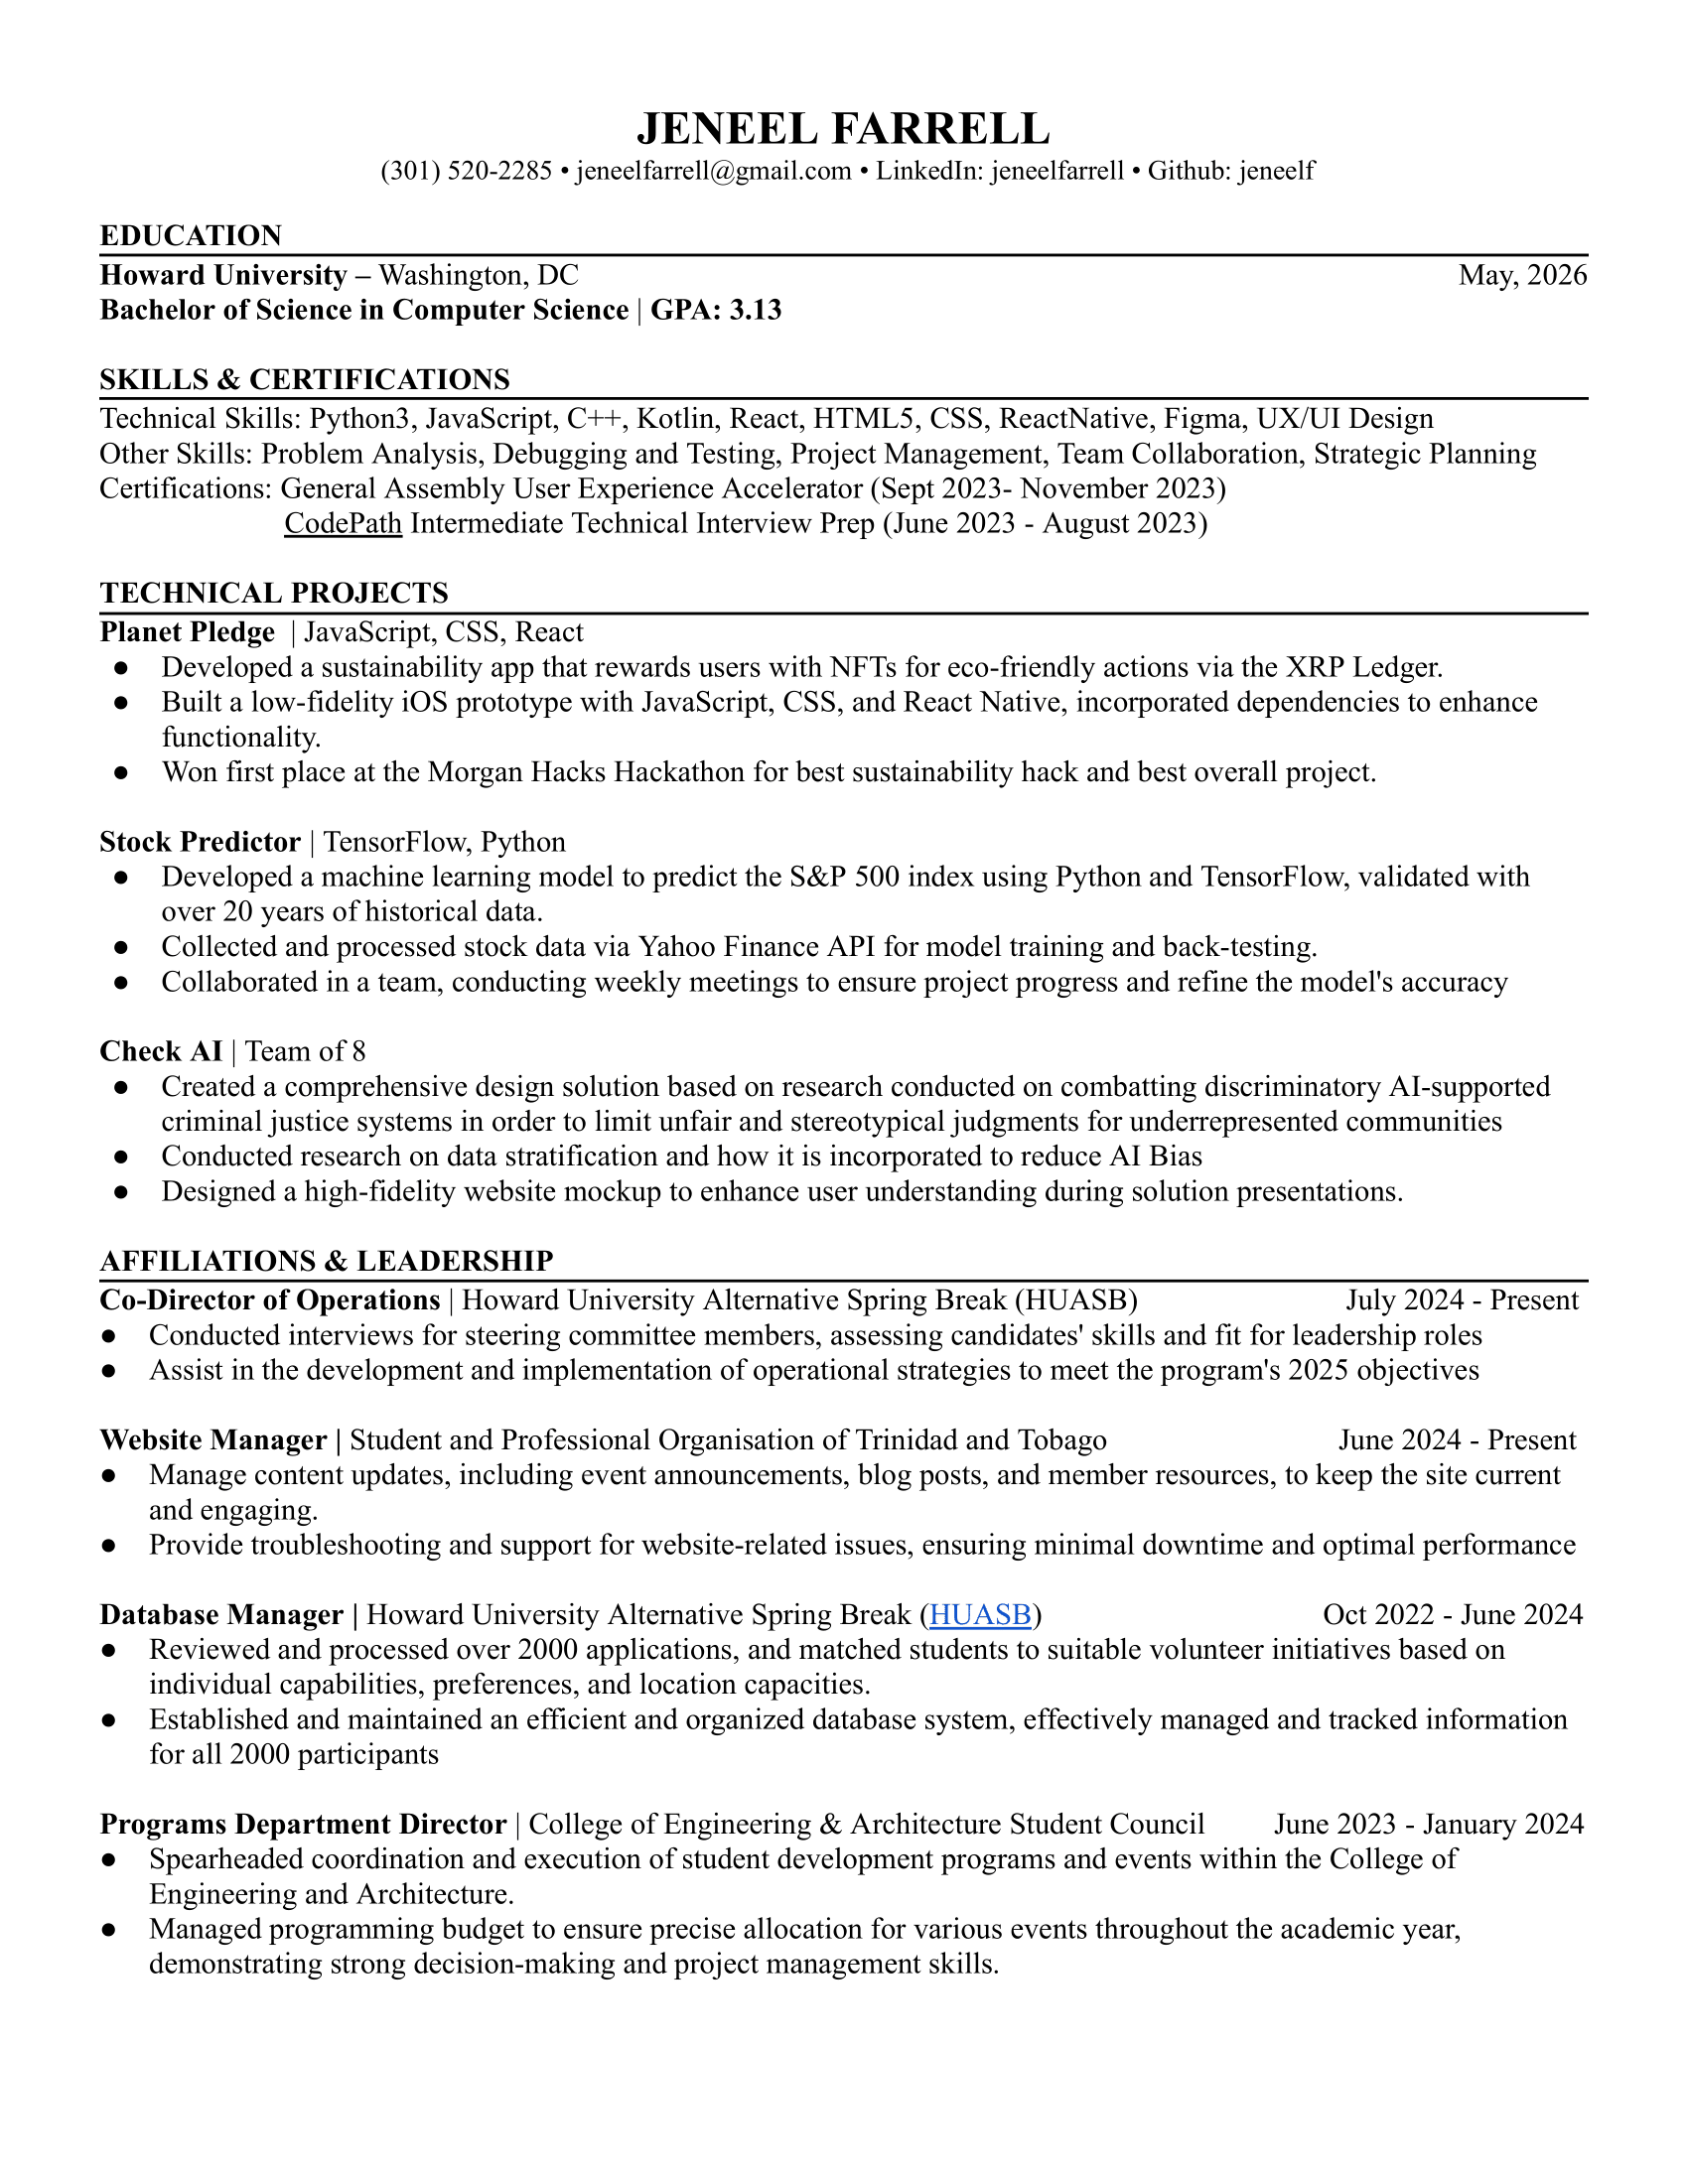 JENEEL FARRELL
(301) 520-2285 • jeneelfarrell@gmail.com • LinkedIn: jeneelfarrell • Github: jeneelf
EDUCATION
Howard University – Washington, DC May, 2026
Bachelor of Science in Computer Science | GPA: 3.13
SKILLS & CERTIFICATIONS
Technical Skills: Python3, JavaScript, C++, Kotlin, React, HTML5, CSS, ReactNative, Figma, UX/UI Design
Other Skills: Problem Analysis, Debugging and Testing, Project Management, Team Collaboration, Strategic Planning
Certifications: General Assembly User Experience Accelerator (Sept 2023- November 2023)
CodePath Intermediate Technical Interview Prep (June 2023 - August 2023)
TECHNICAL PROJECTS
Planet Pledge | JavaScript, CSS, React
● Developed a sustainability app that rewards users with NFTs for eco-friendly actions via the XRP Ledger.
● Built a low-fidelity iOS prototype with JavaScript, CSS, and React Native, incorporated dependencies to enhance
functionality.
● Won first place at the Morgan Hacks Hackathon for best sustainability hack and best overall project.
Stock Predictor | TensorFlow, Python
● Developed a machine learning model to predict the S&P 500 index using Python and TensorFlow, validated with
over 20 years of historical data.
● Collected and processed stock data via Yahoo Finance API for model training and back-testing.
● Collaborated in a team, conducting weekly meetings to ensure project progress and refine the model's accuracy
Check AI | Team of 8
● Created a comprehensive design solution based on research conducted on combatting discriminatory AI-supported
criminal justice systems in order to limit unfair and stereotypical judgments for underrepresented communities
● Conducted research on data stratification and how it is incorporated to reduce AI Bias
● Designed a high-fidelity website mockup to enhance user understanding during solution presentations.
AFFILIATIONS & LEADERSHIP
Co-Director of Operations | Howard University Alternative Spring Break (HUASB) July 2024 - Present
● Conducted interviews for steering committee members, assessing candidates' skills and fit for leadership roles
● Assist in the development and implementation of operational strategies to meet the program's 2025 objectives
Website Manager | Student and Professional Organisation of Trinidad and Tobago June 2024 - Present
● Manage content updates, including event announcements, blog posts, and member resources, to keep the site current
and engaging.
● Provide troubleshooting and support for website-related issues, ensuring minimal downtime and optimal performance
Database Manager | Howard University Alternative Spring Break (HUASB) Oct 2022 - June 2024
● Reviewed and processed over 2000 applications, and matched students to suitable volunteer initiatives based on
individual capabilities, preferences, and location capacities.
● Established and maintained an efficient and organized database system, effectively managed and tracked information
for all 2000 participants
Programs Department Director | College of Engineering & Architecture Student Council June 2023 - January 2024
● Spearheaded coordination and execution of student development programs and events within the College of
Engineering and Architecture.
● Managed programming budget to ensure precise allocation for various events throughout the academic year,
demonstrating strong decision-making and project management skills.